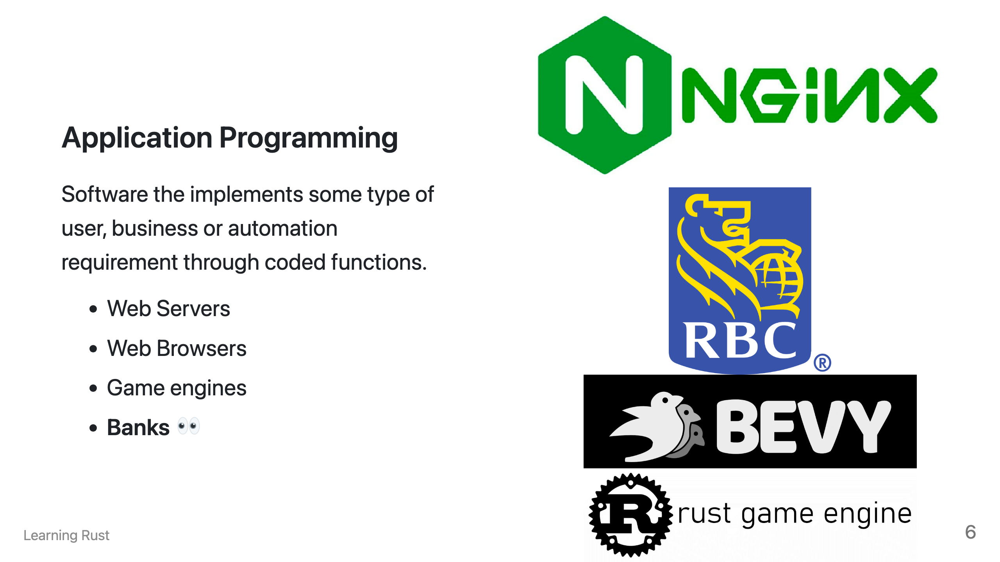 Application Programming
Software the implements some type of
user, business or automation
requirement through coded functions.
• Web Servers
• Web Browsers
• Game engines
• Banks 👀
N
NGiNX
RBC
®
BEVY
R
rust game engine
Learning Rust
6